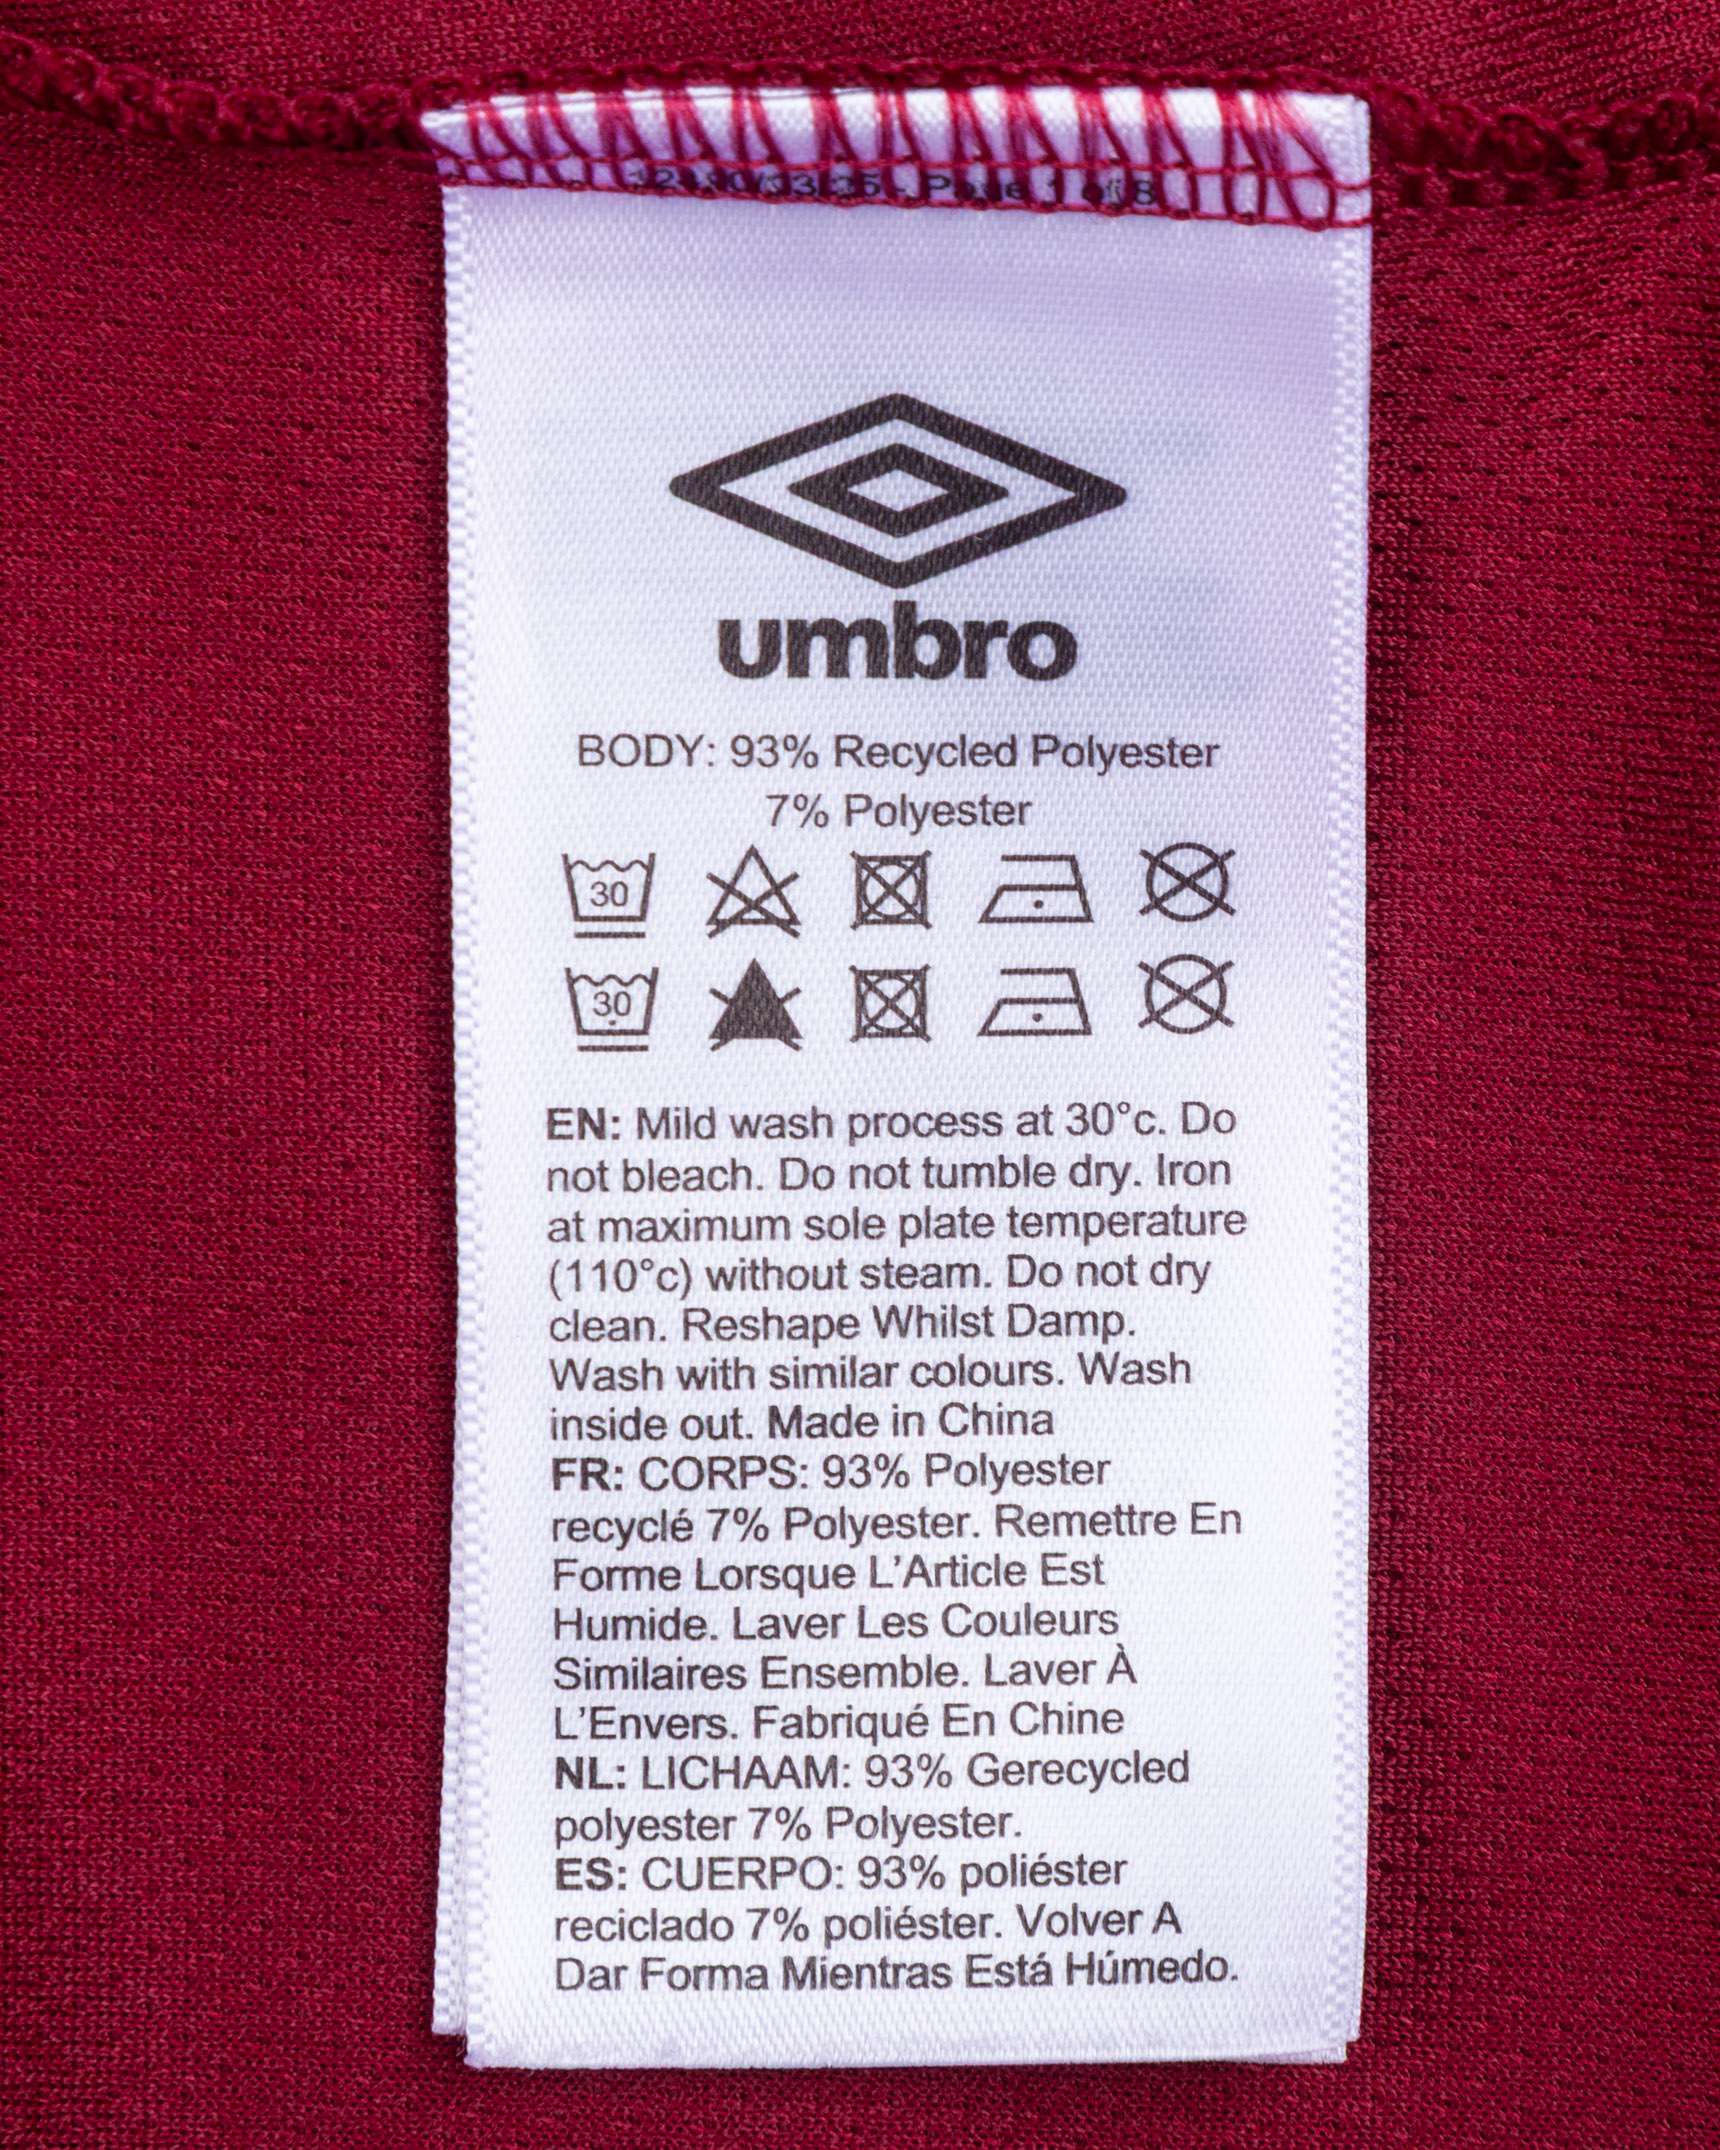 Page 1 of 8
umbro
BODY: 93% Recycled Polyester
7% Polyester
30
30
EN: Mild wash process at 30°c. Do
not bleach. Do not tumble dry. Iron
at maximum sole plate temperature
(110°c) without steam. Do not dry
clean. Reshape Whilst Damp.
Wash with similar colours. Wash
inside out. Made in China
FR: CORPS: 93% Polyester
recyclé 7% Polyester. Remettre En
Forme Lorsque L'Article Est
Humide. Laver Les Couleurs
Similaires Ensemble. Laver À
L'Envers. Fabriqué En Chine
NL: LICHAAM: 93% Gerecycled
polyester 7% Polyester.
ES: CUERPO: 93% poliéster
reciclado 7% poliéster. Volver A
Dar Forma Mientras Está Húmedo.